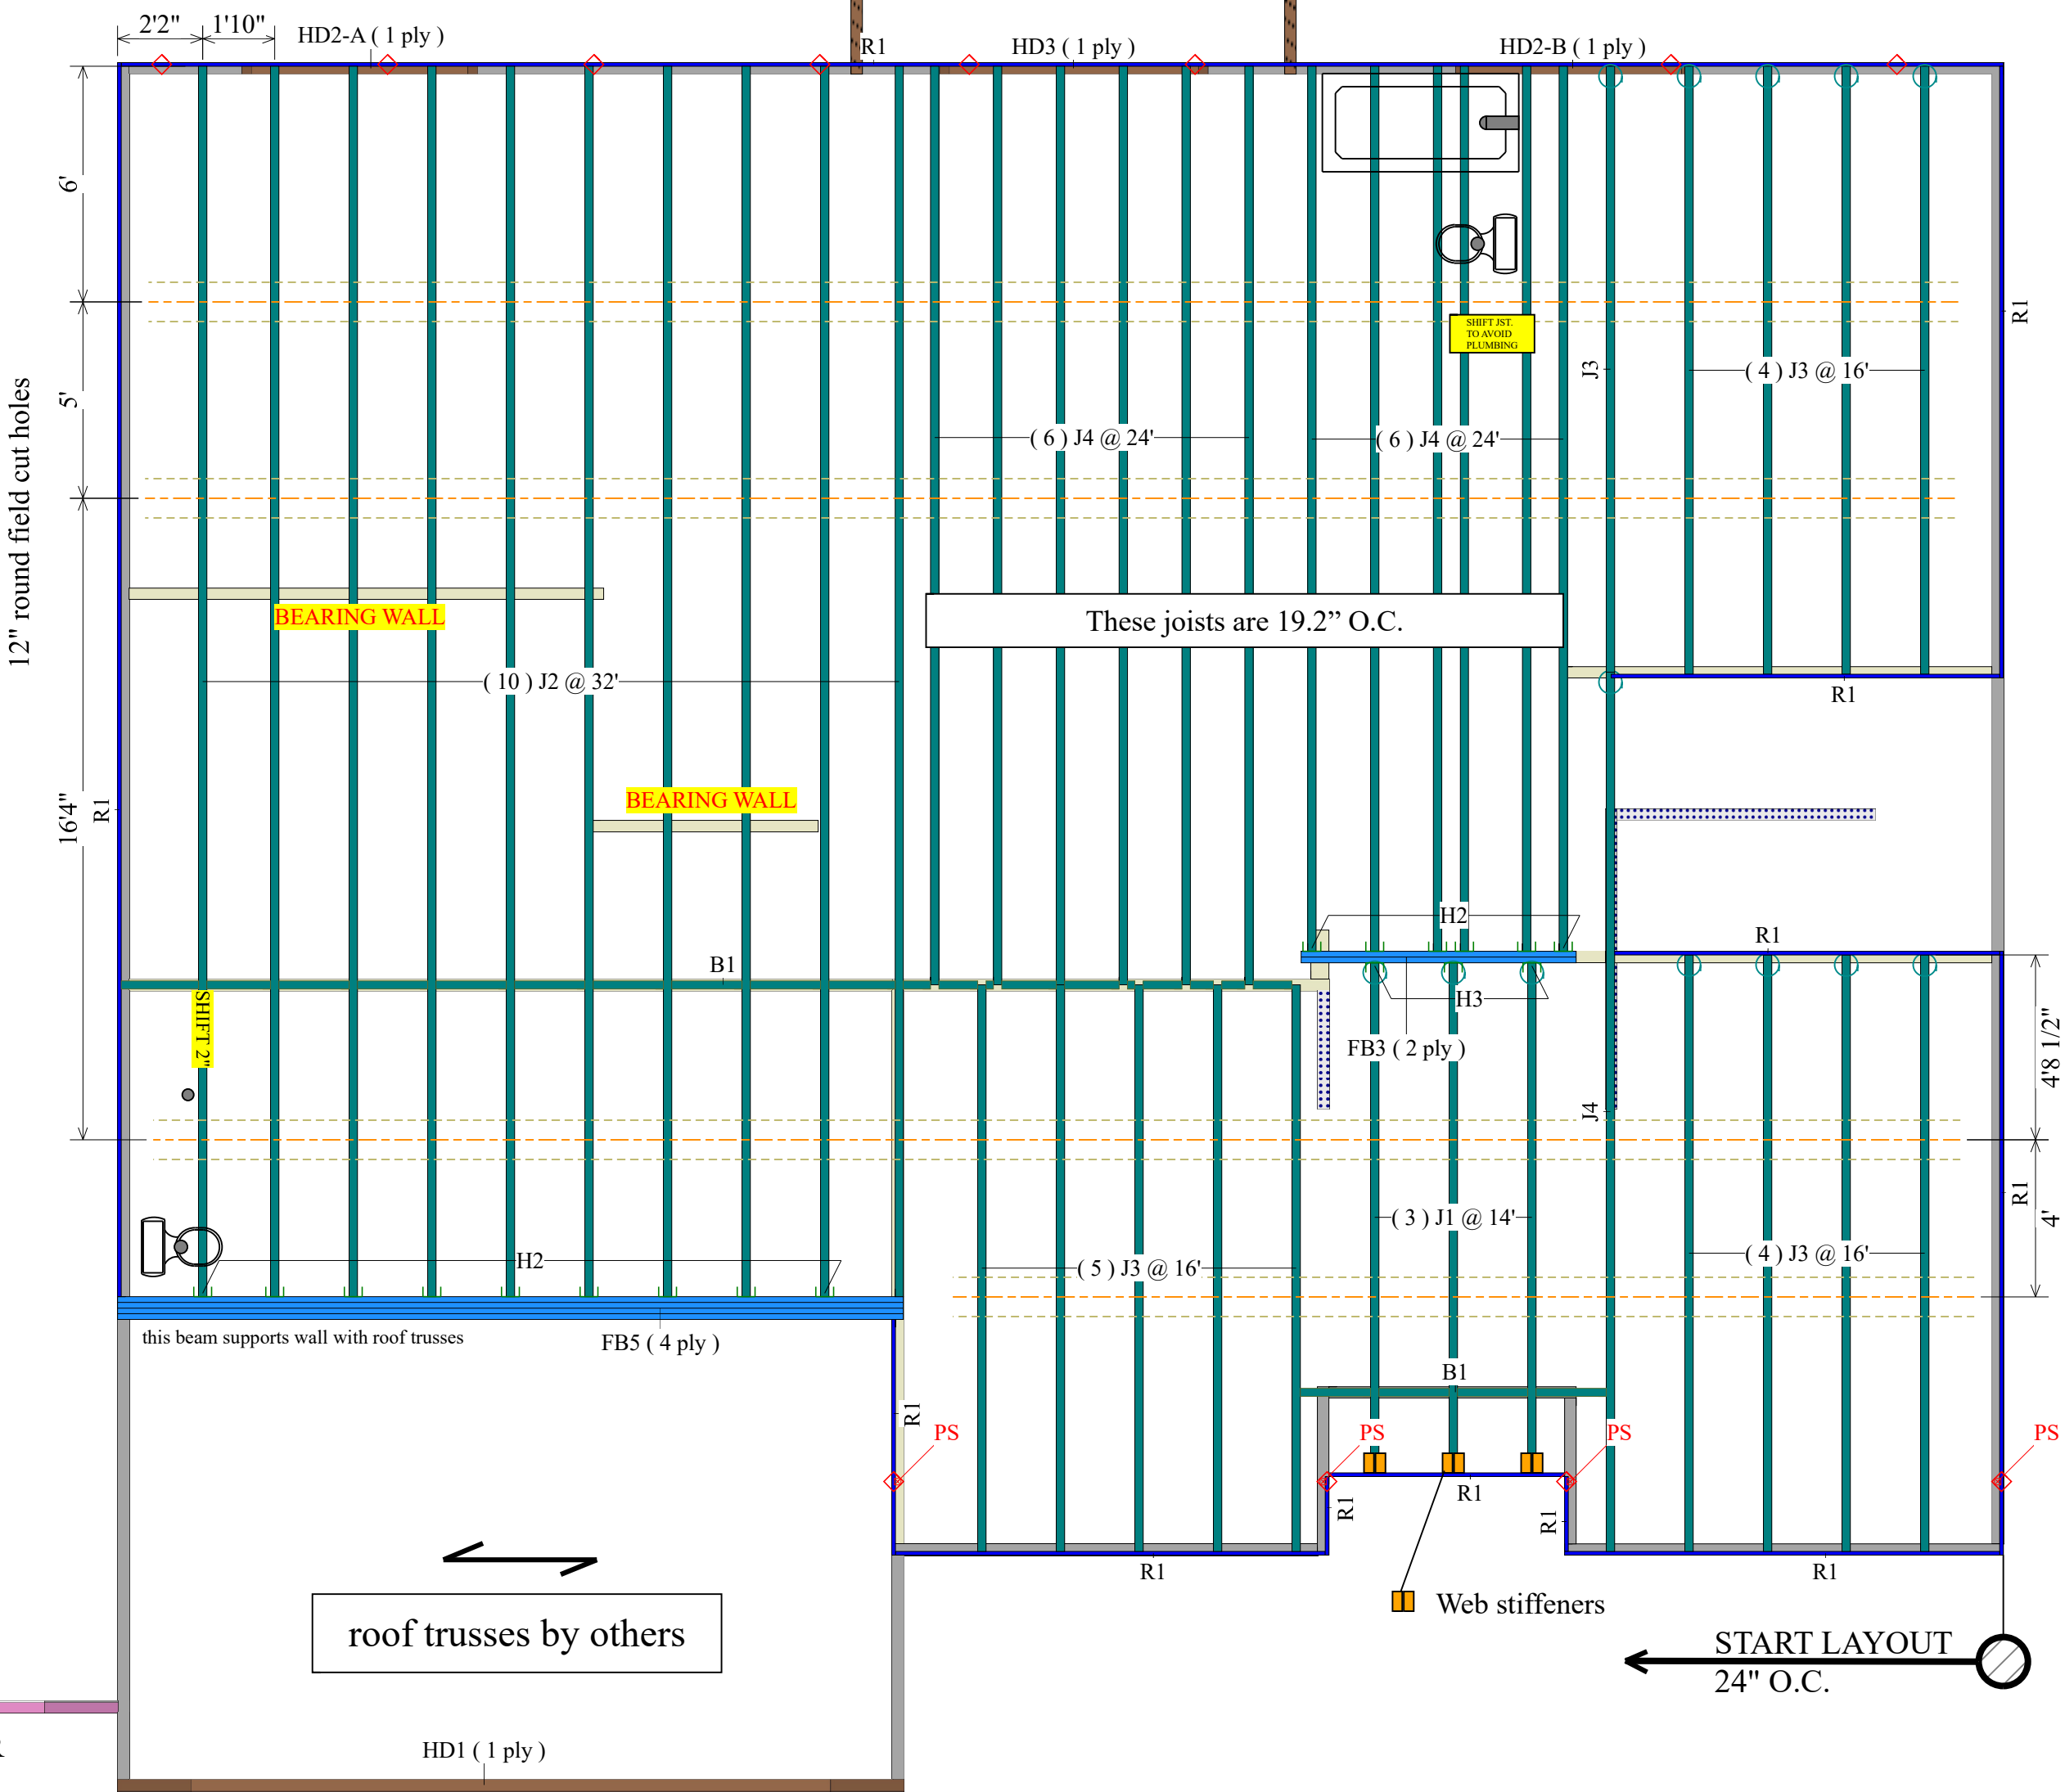 2'2"
1'10"
HD2-A ( 1 ply )
R1
HD3 ( 1 ply )
HD2-B ( 1 ply )
6'
R1
SHIFT JST.
TO AVOID
PLUMBING
J3
( 4 ) J3 @ 16'
5'
12" round field cut holes
( 6 ) J4 @ 24'
( 6 ) J4 @ 24'
BEARING WALL
These joists are 19.2” O.C.
( 10 ) J2 @ 32'
R1
BEARING WALL
16'4"
R1
H2
R1
B1
H3
SHIFT 2"
FB3 ( 2 ply )
4'8 1/2"
J4
R1
4'
( 3 ) J1 @ 14'
H2
( 5 ) J3 @ 16'
( 4 ) J3 @ 16'
this beam supports wall with roof trusses
FB5 ( 4 ply )
B1
R1
PS
PS
PS
PS
R1
R1
R1
R1
R1
Web stiffeners
roof trusses by others
START LAYOUT
24" O.C.
HD1 ( 1 ply )